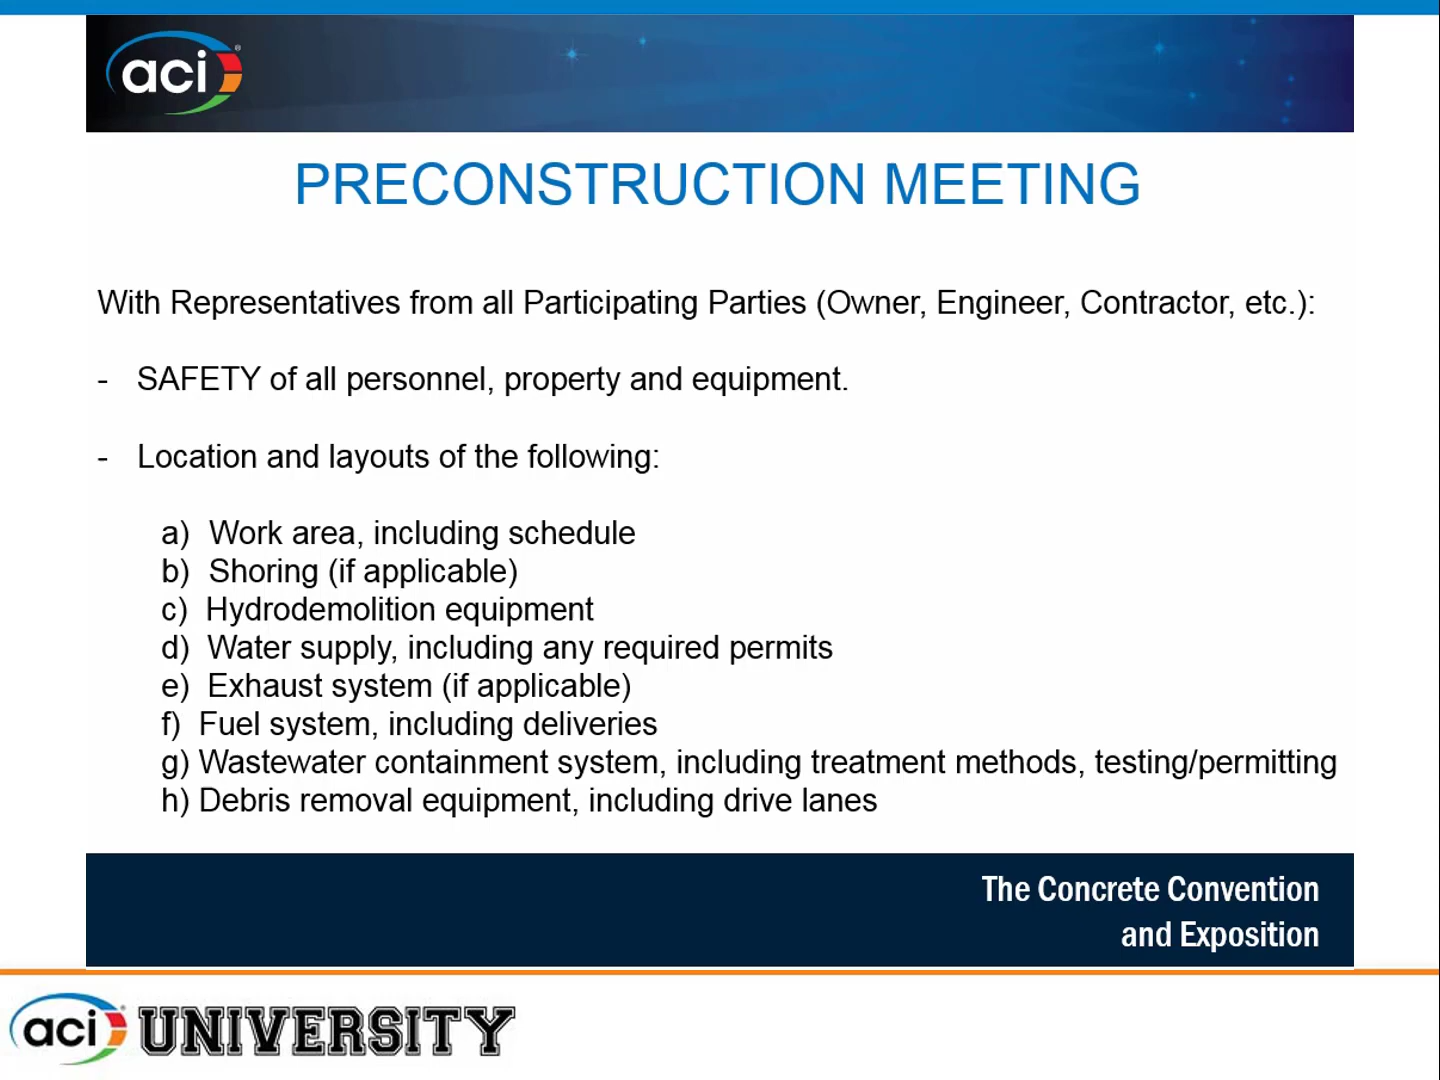 aci
PRECONSTRUCTION MEETING
With Representatives from all Participating Parties (Owner, Engineer, Contractor, etc.):
- SAFETY of all personnel, property and equipment.
- Location and layouts of the following:
a) Work area, including schedule
b) Shoring (if applicable)
c) Hydrodemolition equipment
d) Water supply, including any required permits
e) Exhaust system (if applicable)
f) Fuel system, including deliveries
g) Wastewater containment system, including treatment methods, testing/permitting
h) Debris removal equipment, including drive lanes
The Concrete Convention
and Exposition
aci UNIVERSITY